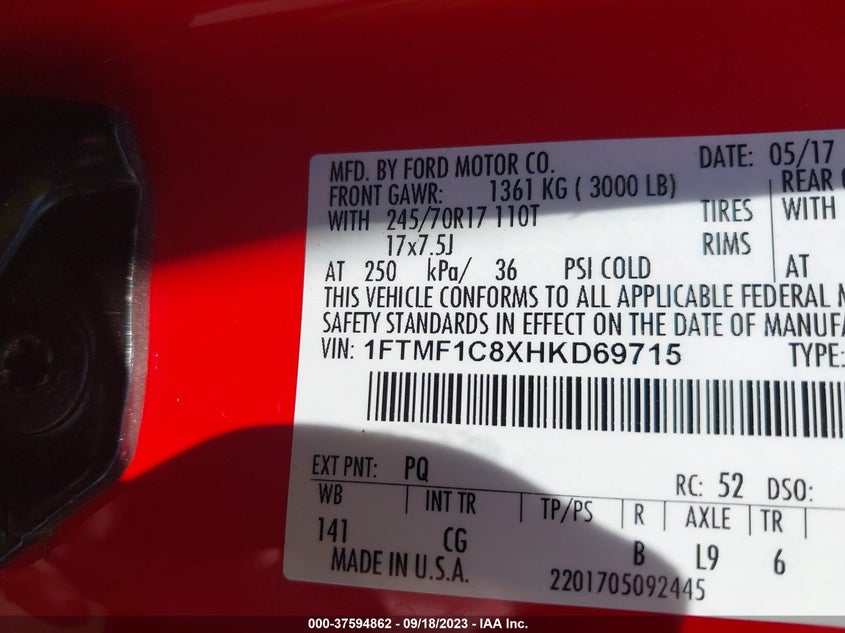 MFD. BY FORD MOTOR CO. DATE: 05/17
FRONT GAWR: 1361 KG ( 3000 LB) REAR
WITH 245/70R17 110T TIRES WITH
17x7.5J RIMS
AT 250 kPa/ 36 PSI COLD AT
THIS VEHICLE CONFORMS TO ALL APPLICABLE FEDERAL
SAFETY STANDARDS IN EFFECT ON THE DATE OF MANUFA
VIN: 1FTMF1C8XHKD69715 TYPE:
EXT PNT: PQ RC: 52 DSO:
WB | INT TR | TP/PS | R | AXLE | TR
141 CG B L9 6
MADE IN U.S.A. 2201705092445
000-37594862 - 09/18/2023 - IAA Inc.